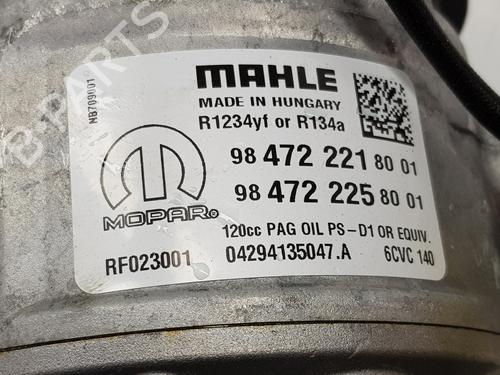 MAHLE
MADE IN HUNGARY
R1234yf or R134a
98 472 221 80 01
98 472 225 80 01
MOPAR®
120cc PAG OIL PS-D1 OR EQUIV.
RF023001 04294135047.A 6CVC 140
B-PARTS